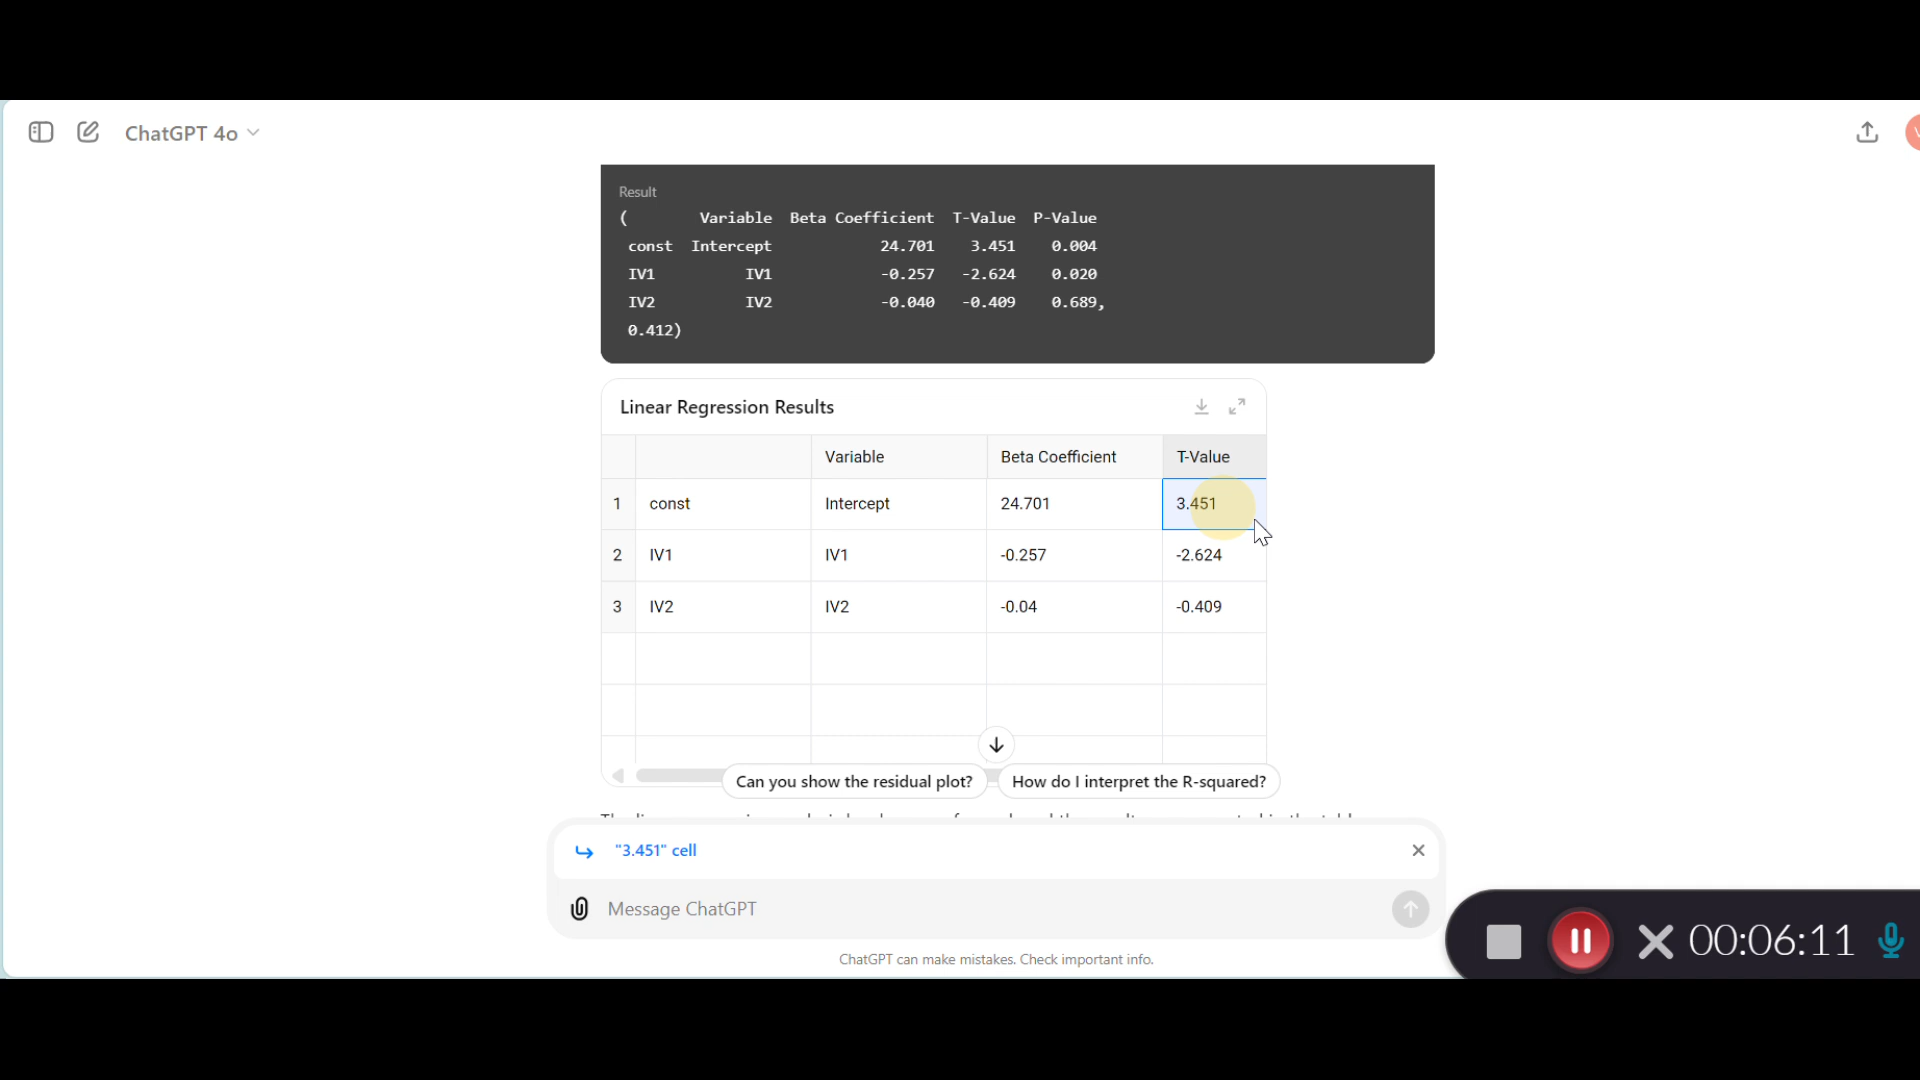 ChatGPT 4o
Result
( Variable Beta Coefficient T-Value P-Value
const Intercept 24.701 3.451 0.004
IV1 IV1 -0.257 -2.624 0.020
IV2 IV2 -0.040 -0.409 0.689,
0.412)
Linear Regression Results
Variable Beta Coefficient T-Value
1 const Intercept 24.701 3.451
2 IV1 IV1 -0.257 -2.624
3 IV2 IV2 -0.04 -0.409
Can you show the residual plot? How do I interpret the R-squared?
"3.451" cell
Message ChatGPT
ChatGPT can make mistakes. Check important info.
00:06:11